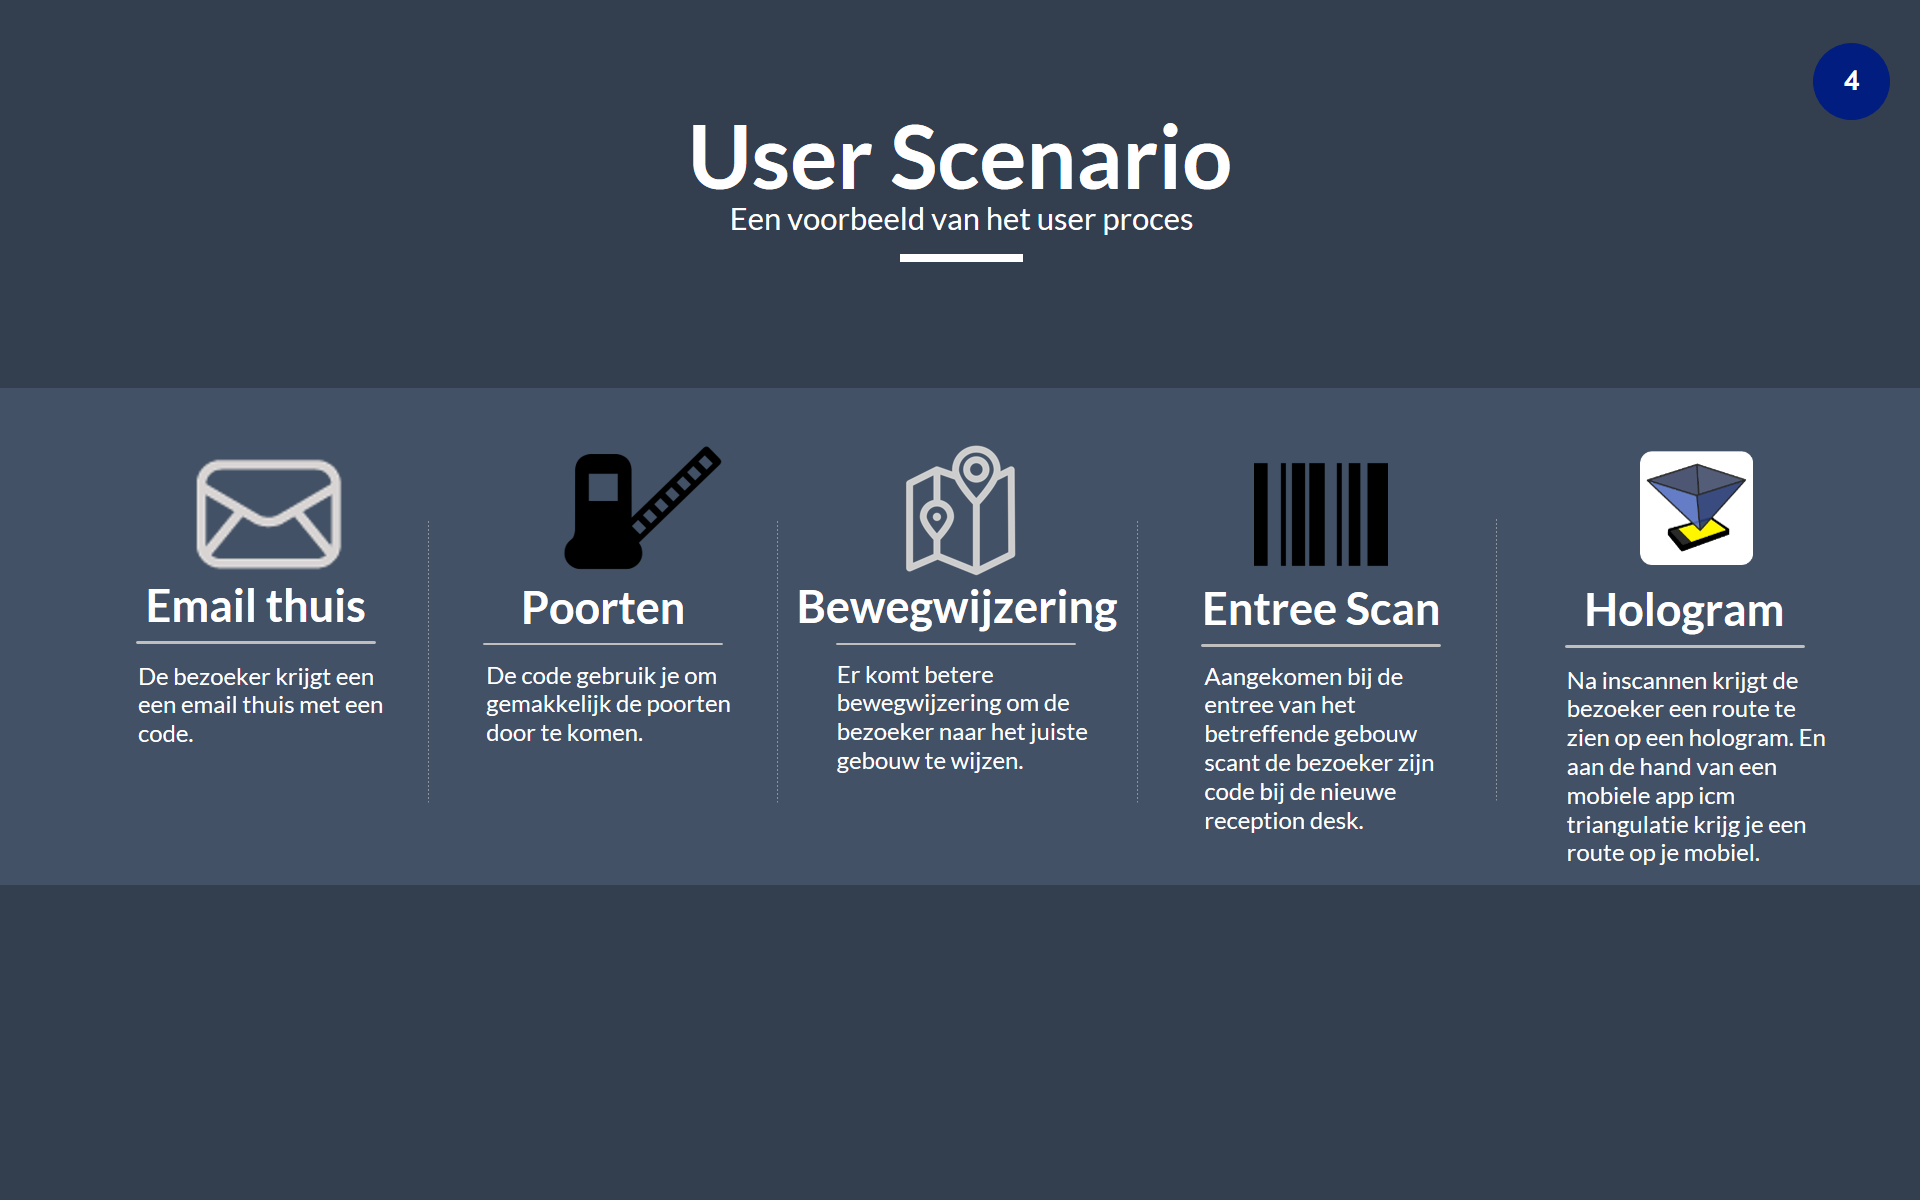 4
User Scenario
Een voorbeeld van het user proces
Email thuis
De bezoeker krijgt een
een email thuis met een
code.
Poorten
De code gebruik je om
gemakkelijk de poorten
door te komen.
Bewegwijzering
Er komt betere
bewegwijzering om de
bezoeker naar het juiste
gebouw te wijzen.
Entree Scan
Aangekomen bij de
entree van het
betreffende gebouw
scant de bezoeker zijn
code bij de nieuwe
reception desk.
Hologram
Na inscannen krijgt de
bezoeker een route te
zien op een hologram. En
aan de hand van een
mobiele app icm
triangulatie krijg je een
route op je mobiel.